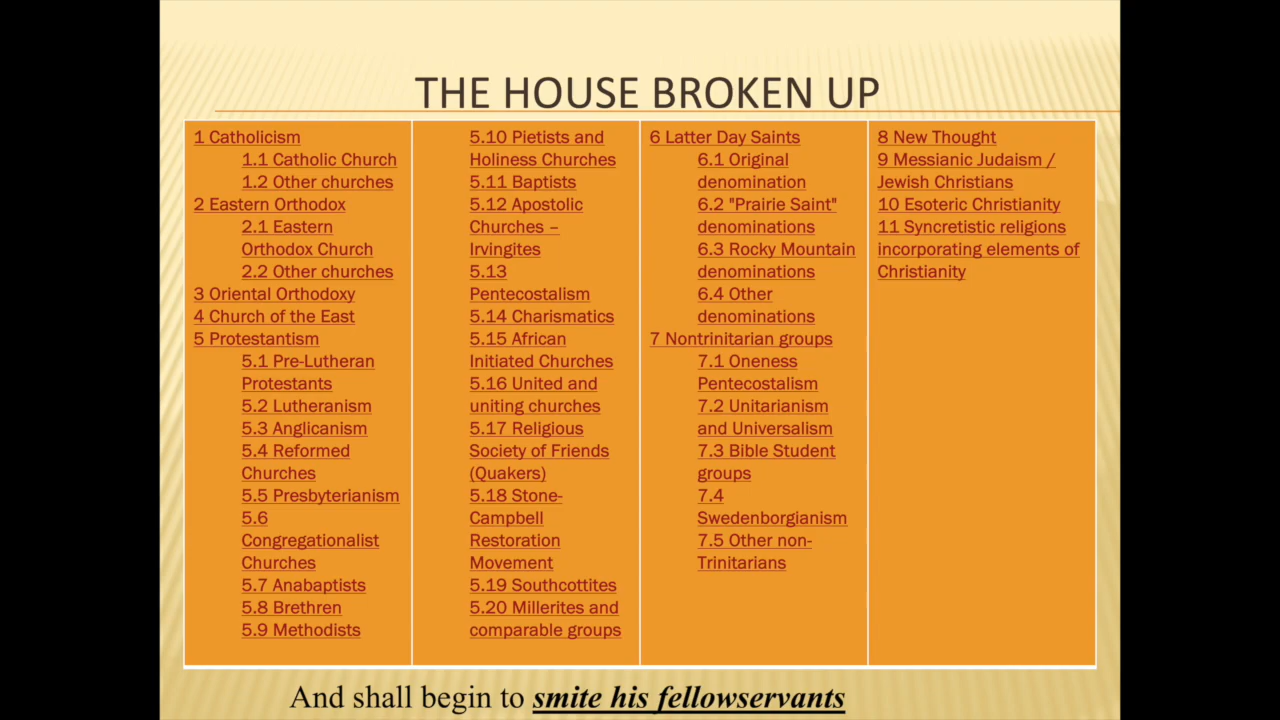 THE HOUSE BROKEN UP
1 Catholicism
1.1 Catholic Church
1.2 Other churches
2 Eastern Orthodox
2.1 Eastern
Orthodox Church
2.2 Other churches
3 Oriental Orthodoxy
4 Church of the East
5 Protestantism
5.1 Pre-Lutheran
Protestants
5.2 Lutheranism
5.3 Anglicanism
5.4 Reformed
Churches
5.5 Presbyterianism
5.6
Congregationalist
Churches
5.7 Anabaptists
5.8 Brethren
5.9 Methodists
5.10 Pietists and
Holiness Churches
5.11 Baptists
5.12 Apostolic
Churches –
Irvingites
5.13
Pentecostalism
5.14 Charismatics
5.15 African
Initiated Churches
5.16 United and
uniting churches
5.17 Religious
Society of Friends
(Quakers)
5.18 Stone-
Campbell
Restoration
Movement
5.19 Southcottites
5.20 Millerites and
comparable groups
6 Latter Day Saints
6.1 Original
denomination
6.2 "Prairie Saint"
denominations
6.3 Rocky Mountain
denominations
6.4 Other
denominations
7 Nontrinitarian groups
7.1 Oneness
Pentecostalism
7.2 Unitarianism
and Universalism
7.3 Bible Student
groups
7.4
Swedenborgianism
7.5 Other non-
Trinitarians
8 New Thought
9 Messianic Judaism /
Jewish Christians
10 Esoteric Christianity
11 Syncretistic religions
incorporating elements of
Christianity
And shall begin to smite his fellowservants